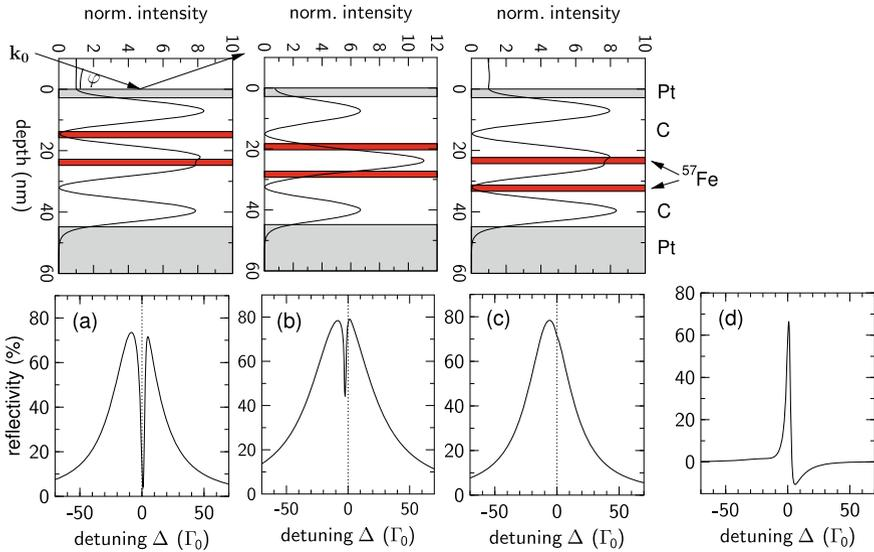 norm. intensity norm. intensity norm. intensity
0 2 4 6 8 10 0 2 4 6 8 10 12 0 2 4 6 8 10
k₀
φ
0 0 0 Pt
C
20 20 20
⁵⁷Fe
depth (nm)
40 40 40 C
Pt
60 60 60
80 80 80 80
(a) (b) (c) (d)
60 60 60 60
40 40 40 40
reflectivity (%)
20 20 20 20
0 0 0 0
-50 0 50 -50 0 50 -50 0 50 -50 0 50
detuning Δ (Γ₀) detuning Δ (Γ₀) detuning Δ (Γ₀) detuning Δ (Γ₀)